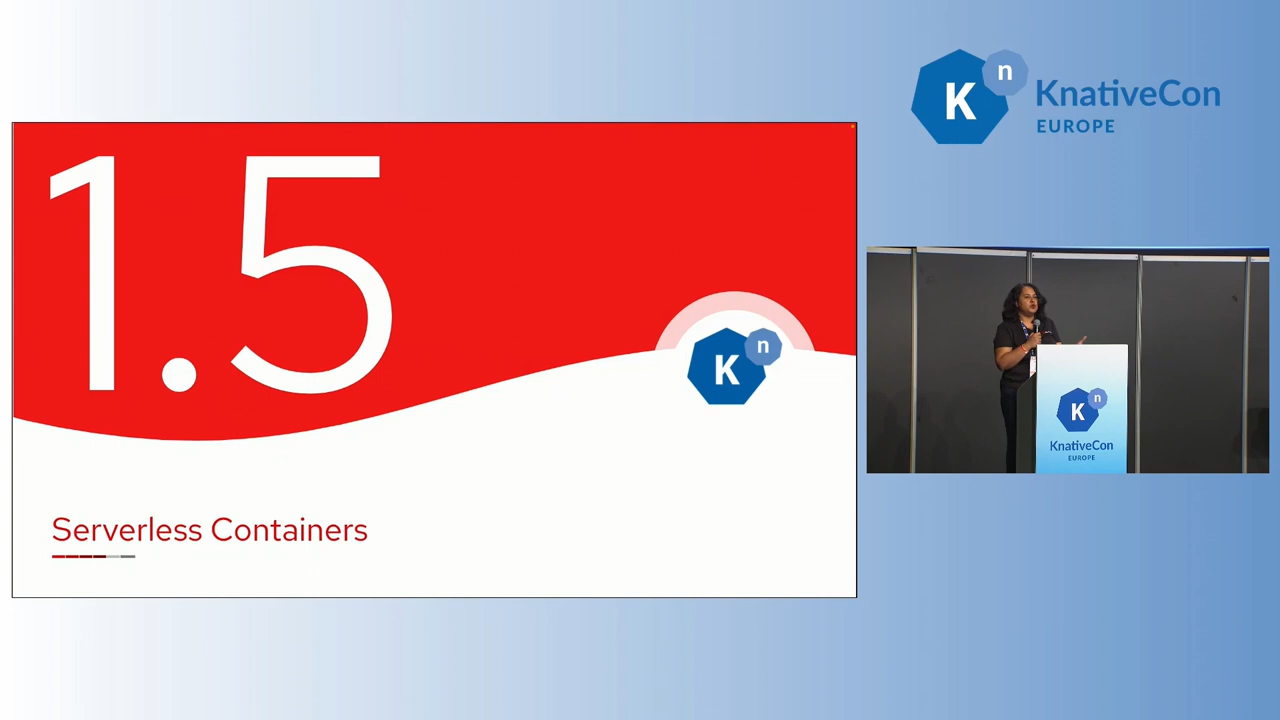 1.5
K n
Serverless Containers
K n
KnativeCon
EUROPE
K n
KnativeCon
EUROPE